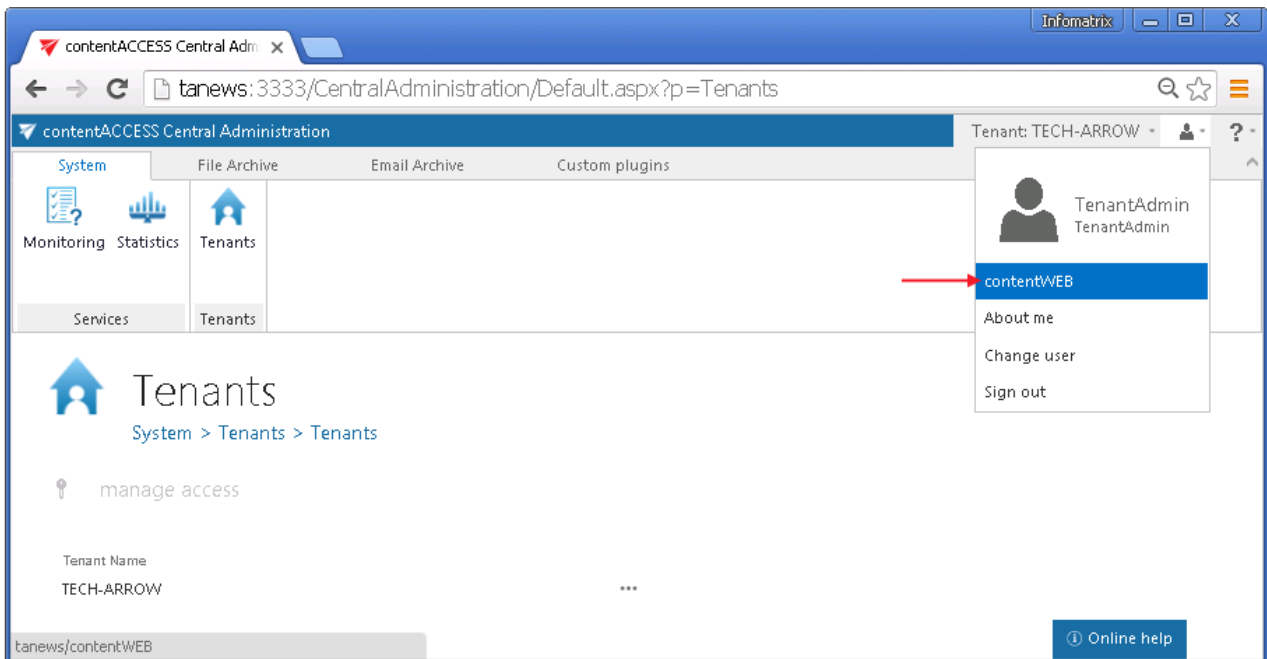 Infomatrix
contentACCESS Central Adm
tanews:3333/CentralAdministration/Default.aspx?p=Tenants
contentACCESS Central Administration
Tenant: TECH-ARROW
?
System File Archive Email Archive Custom plugins
TenantAdmin
TenantAdmin
Monitoring Statistics Tenants
contentWEB
About me
Services Tenants
Change user
Sign out
Tenants
System > Tenants > Tenants
manage access
Tenant Name
TECH-ARROW ...
Online help
tanews/contentWEB